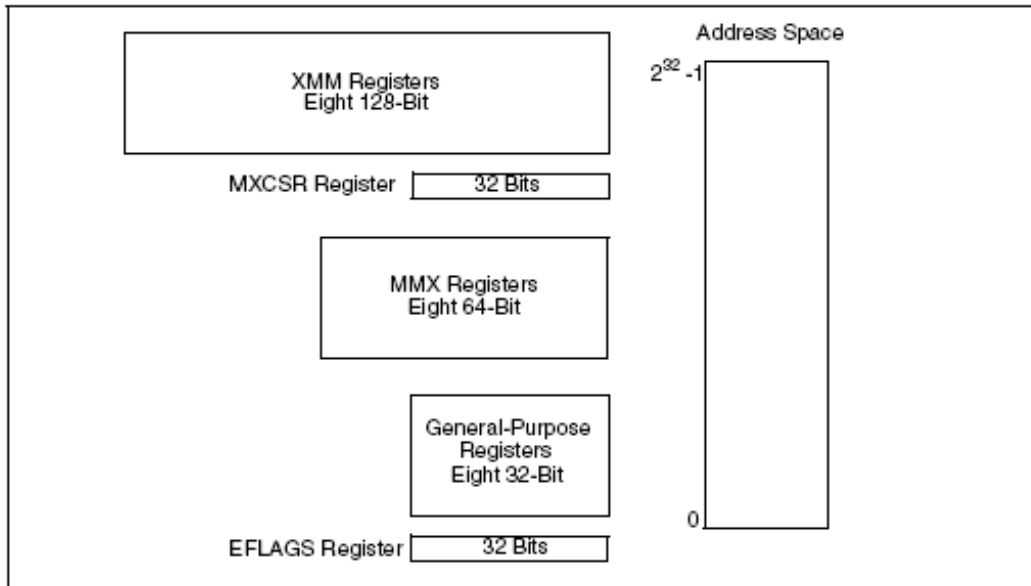 XMM Registers
Eight 128-Bit
MXCSR Register
32 Bits
MMX Registers
Eight 64-Bit
General-Purpose
Registers
Eight 32-Bit
EFLAGS Register
32 Bits
Address Space
2^32 -1
0